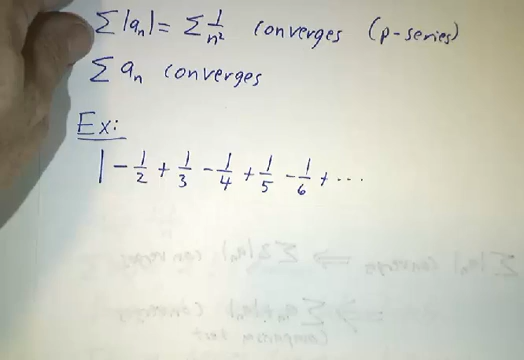 Σ |aₙ| = Σ 1/n² converges (p-series)
Σ aₙ converges
Ex:
1 - 1/2 + 1/3 - 1/4 + 1/5 - 1/6 + ...